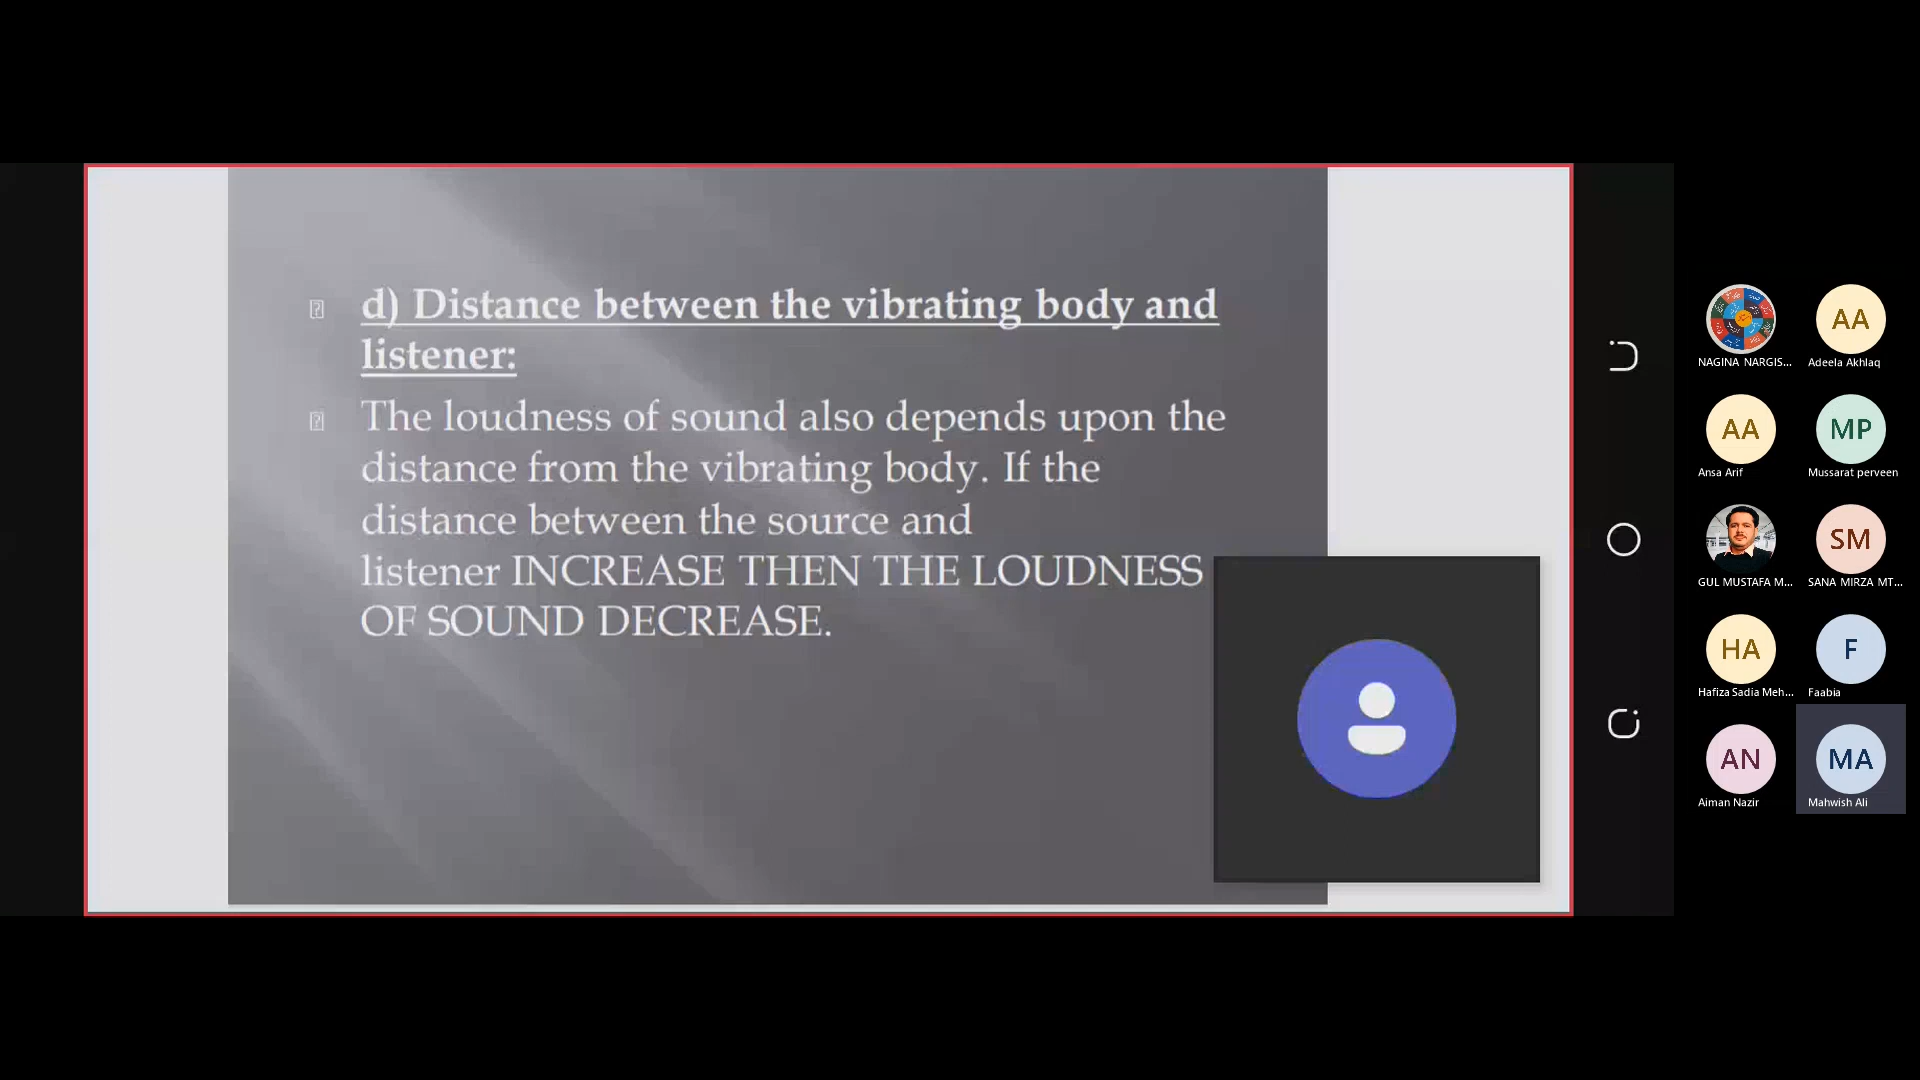 d) Distance between the vibrating body and
listener:
The loudness of sound also depends upon the
distance from the vibrating body. If the
distance between the source and
listener INCREASE THEN THE LOUDNESS
OF SOUND DECREASE.
NAGINA NARGIS...
AA
Adeela Akhlaq
AA
Ansa Arif
MP
Mussarat perveen
GUL MUSTAFA M...
SM
SANA MIRZA MT...
HA
Hafiza Sadia Meh...
F
Faabia
AN
Aiman Nazir
MA
Mahwish Ali